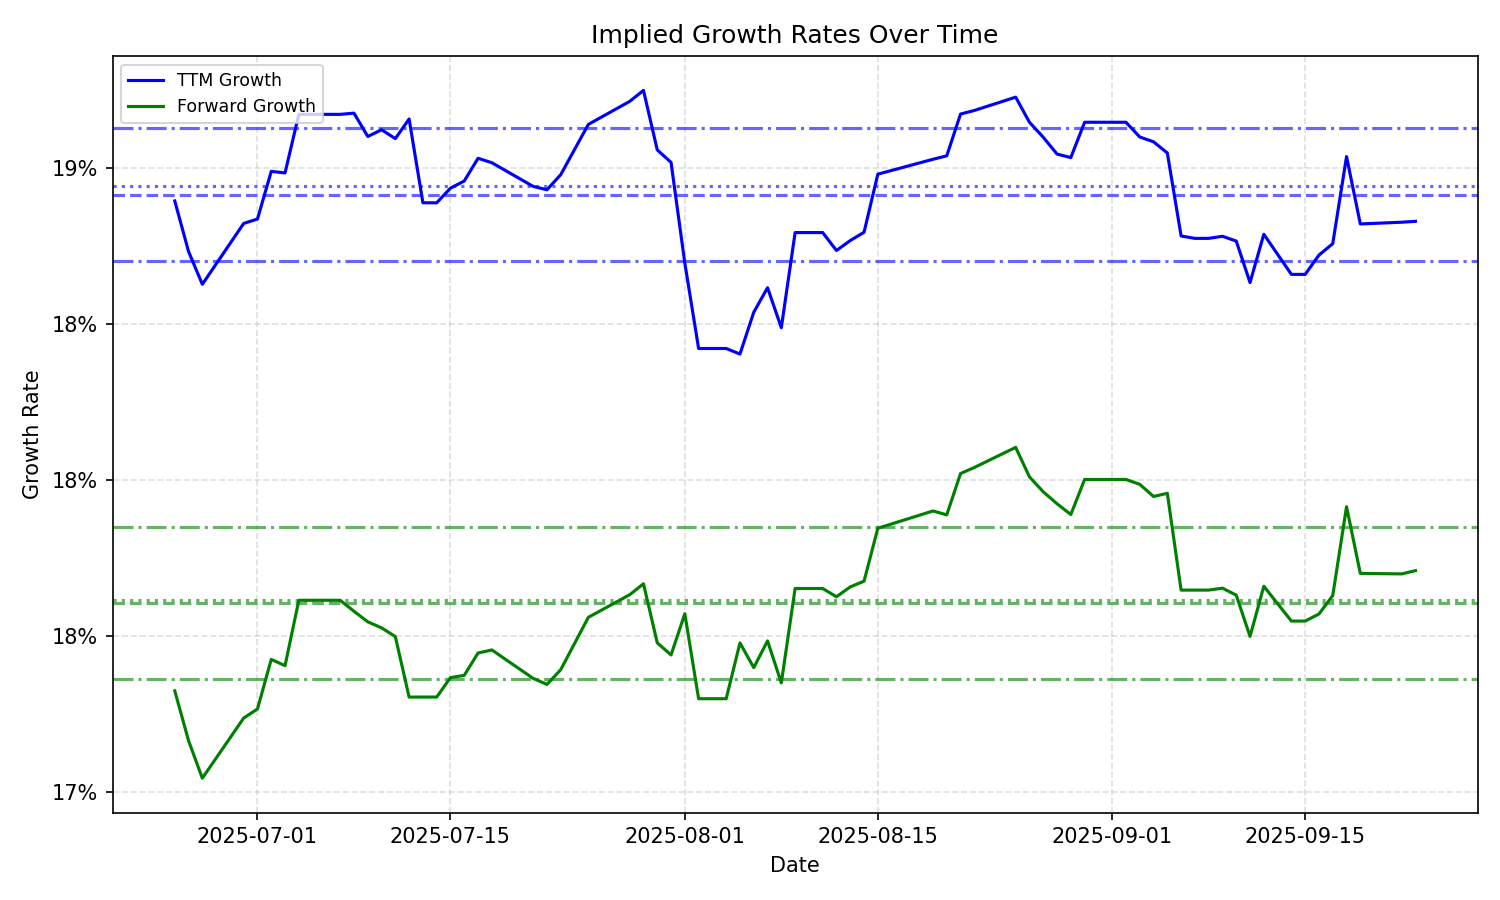 Implied Growth Rates Over Time
TTM Growth
Forward Growth
19%
18%
18%
18%
17%
Growth Rate
2025-07-01
2025-07-15
2025-08-01
2025-08-15
2025-09-01
2025-09-15
Date